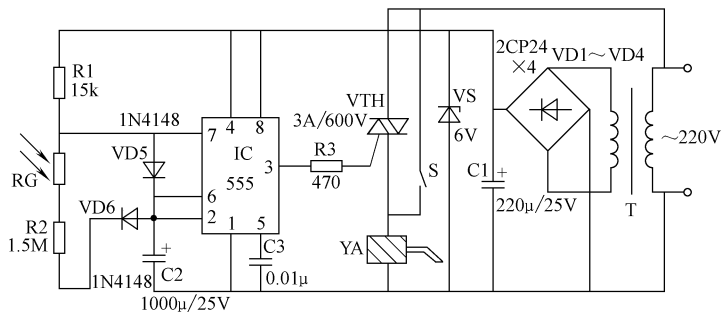 2CP24
×4
VD1～VD4
R1
15k
1N4148
7
4
8
IC
555
3
6
2
1
5
VTH
3A/600V
VS
6V
VD5
RG
R3
470
S
C1
+
220μ/25V
～220V
T
VD6
R2
1.5M
+
C2
C3
0.01μ
YA
1N4148
1000μ/25V